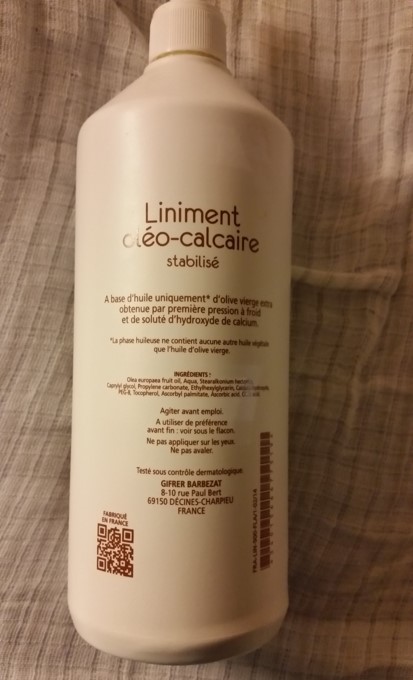 Liniment
oléo-calcaire
stabilisé
A base d'huile uniquement* d'olive vierge extra
obtenue par première pression à froid
et de soluté d'hydroxyde de calcium.
*La phase huileuse ne contient aucune autre huile végétale
que l'huile d'olive vierge.
INGRÉDIENTS :
Olea europaea fruit oil, Aqua, Stearalkonium
Caprylyl glycol, Propylene carbonate, Ethylhexylglycerin,
PEG-8, Tocopherol, Ascorbyl palmitate, Ascorbic acid,
Agiter avant emploi.
A utiliser de préférence
avant fin : voir sous le flacon.
Ne pas appliquer sur les yeux.
Ne pas avaler.
Testé sous contrôle dermatologique.
GIFRER BARBEZAT
8-10 rue Paul Bert
69150 DÉCINES-CHARPIEU
FRANCE
FABRIQUÉ
EN FRANCE